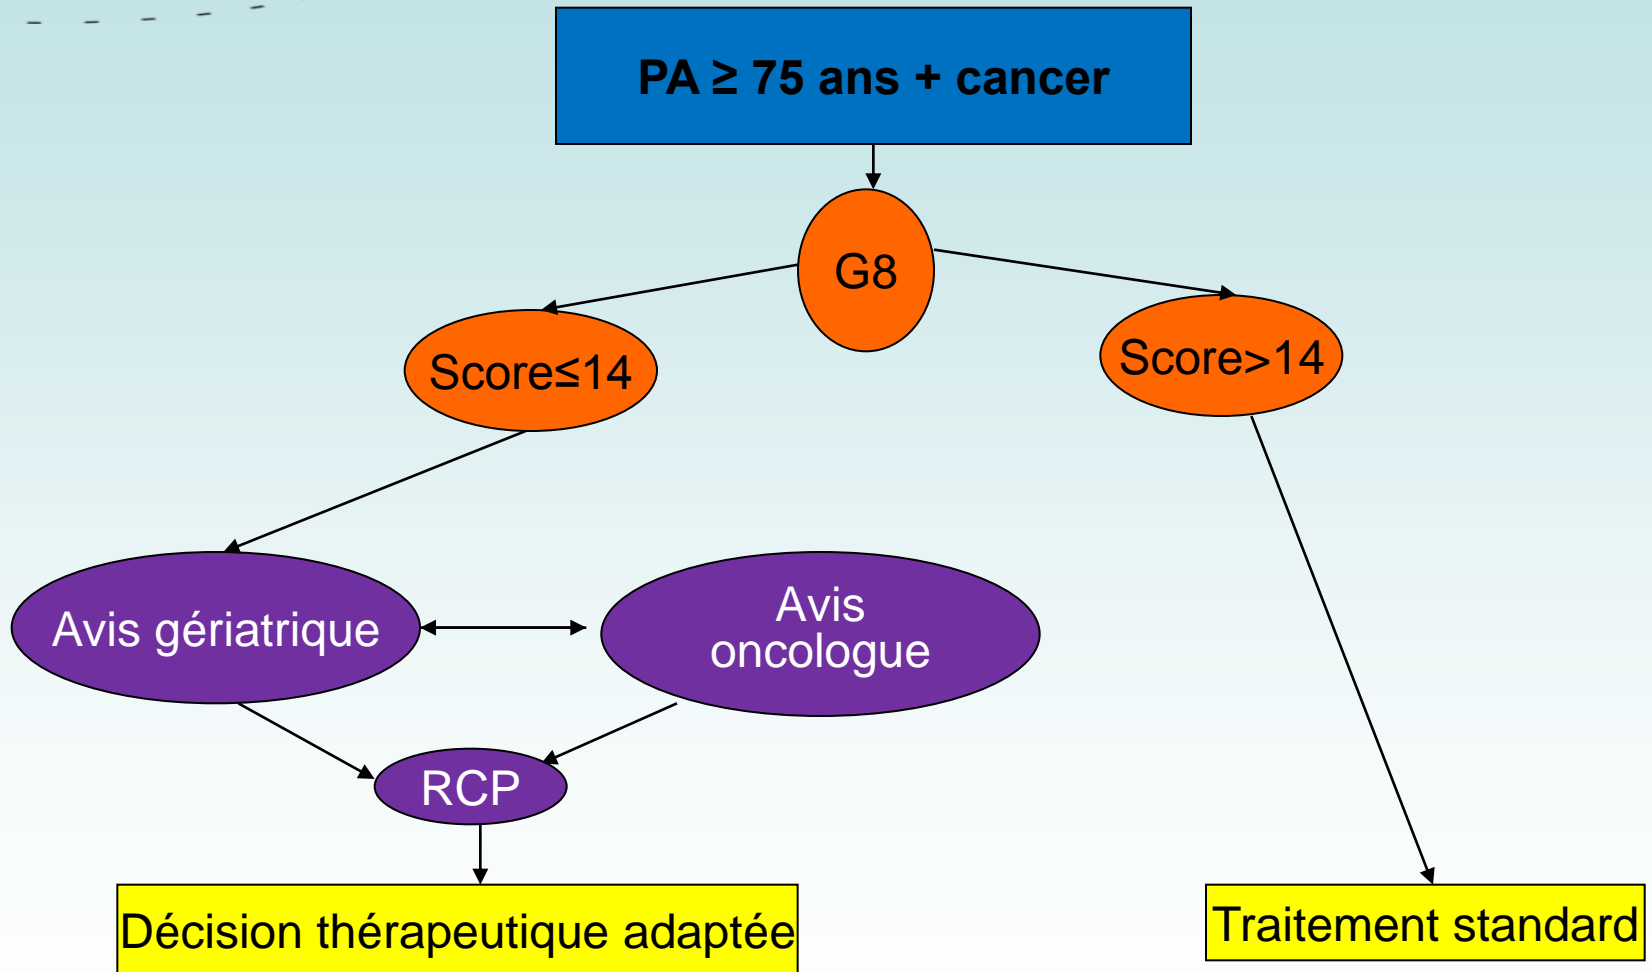 PA ≥ 75 ans + cancer
G8
Score≤14
Score>14
Avis gériatrique
Avis
oncologue
RCP
Décision thérapeutique adaptée
Traitement standard